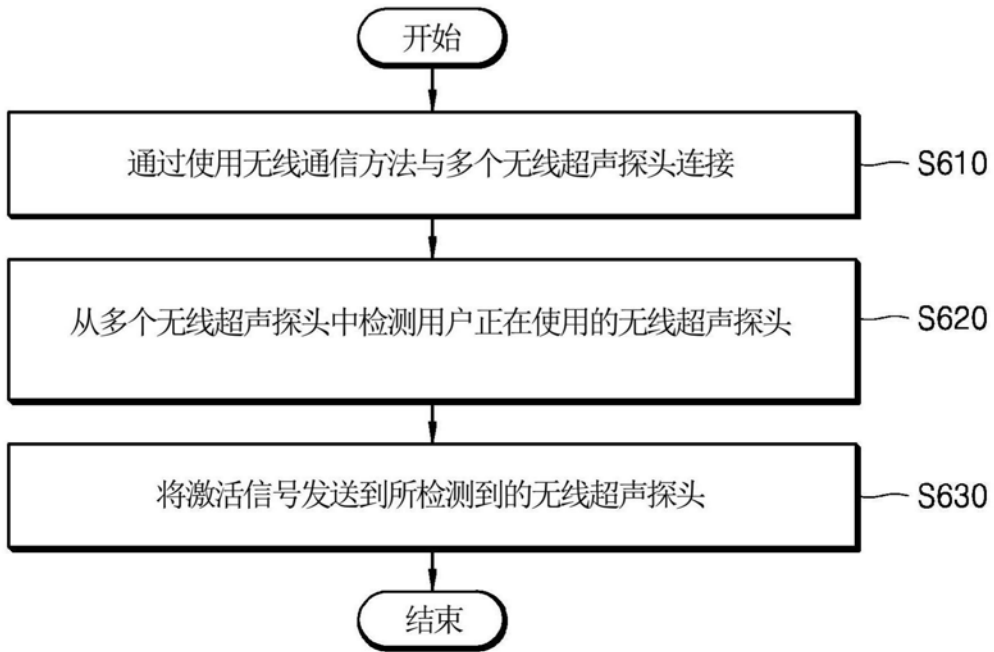 开始
通过使用无线通信方法与多个无线超声探头连接
S610
从多个无线超声探头中检测用户正在使用的无线超声探头
S620
将激活信号发送到所检测到的无线超声探头
S630
结束